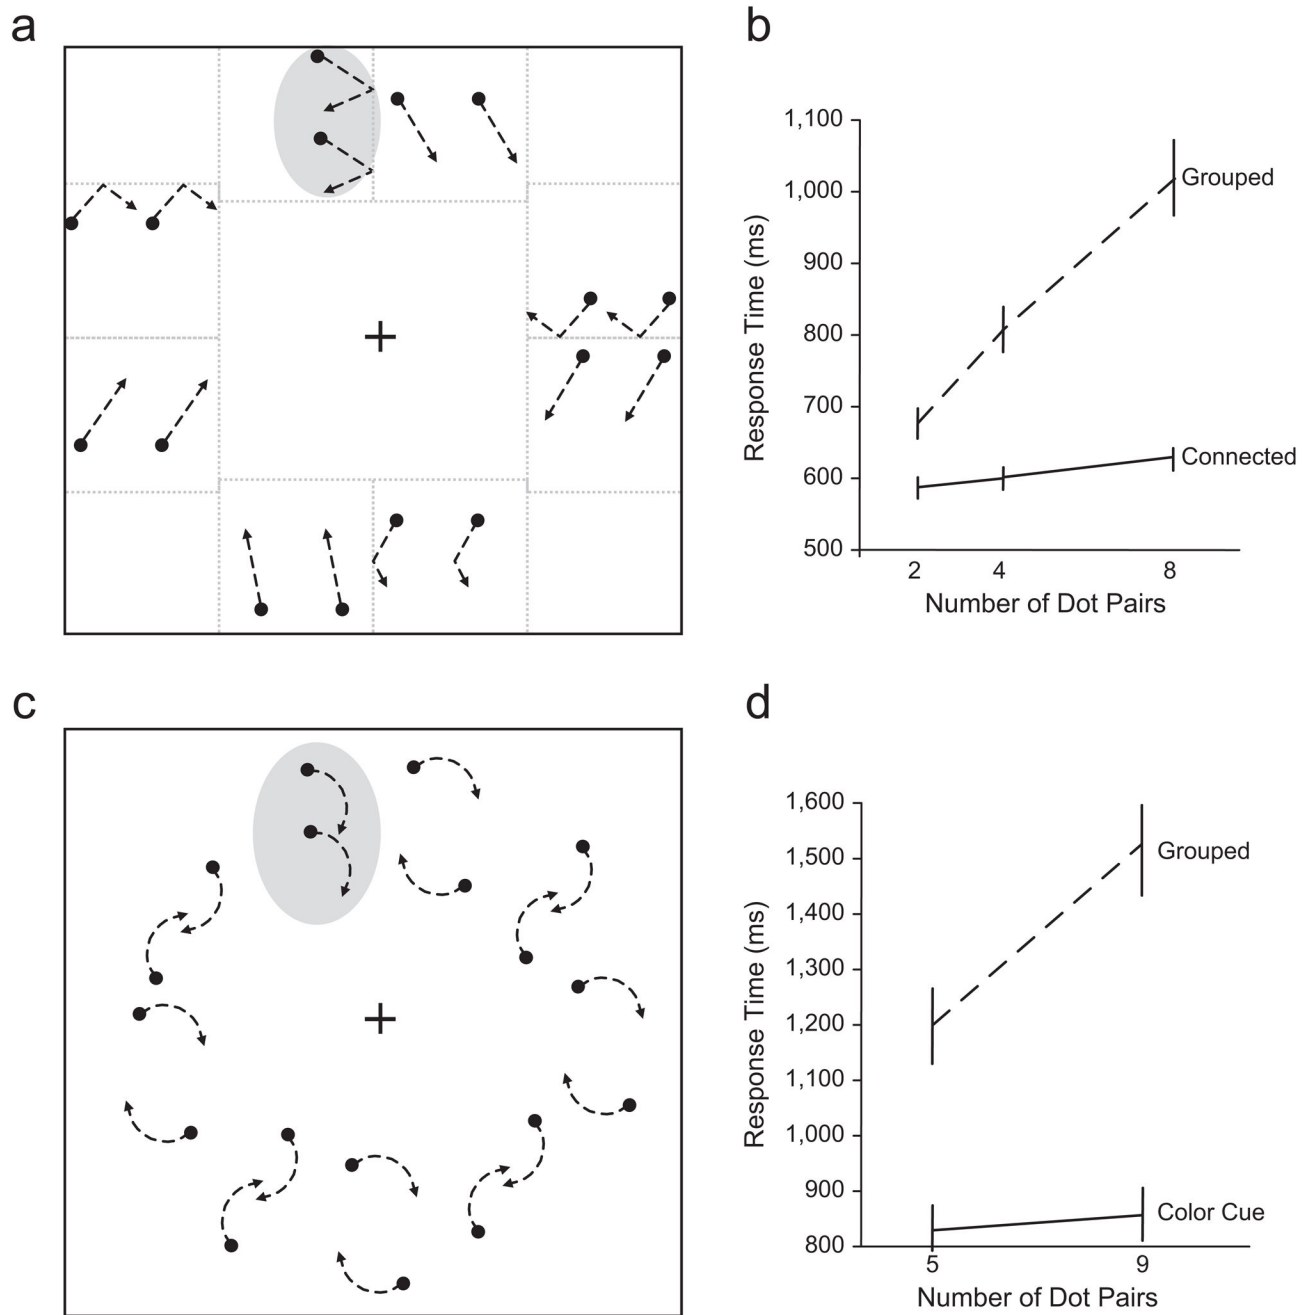 a
b
1,100
1,000
900
800
700
600
500
Response Time (ms)
Grouped
Connected
2 4 8
Number of Dot Pairs
c
d
1,600
1,500
1,400
1,300
1,200
1,100
1,000
900
800
Response Time (ms)
Grouped
Color Cue
5 9
Number of Dot Pairs